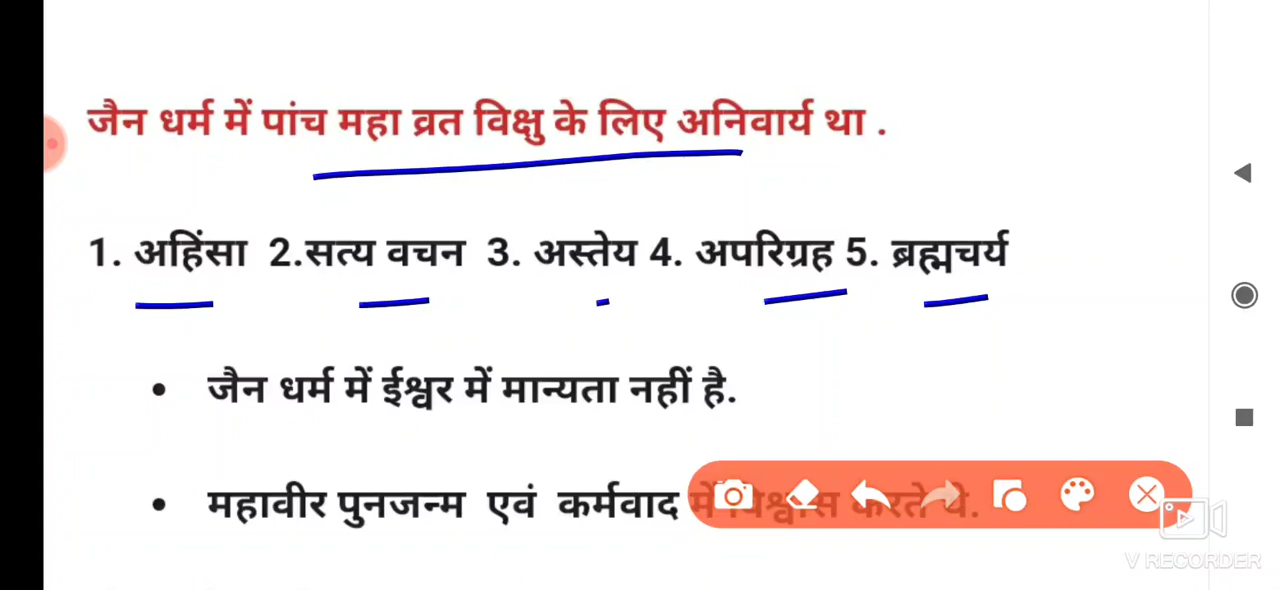 जैन धर्म में पांच महा व्रत विक्षु के लिए अनिवार्य था .
1. अहिंसा 2.सत्य वचन 3. अस्तेय 4. अपरिग्रह 5. ब्रह्मचर्य
• जैन धर्म में ईश्वर में मान्यता नहीं है.
• महावीर पुनजन्म एवं कर्मवाद में विश्वास करते थे.
V RECORDER